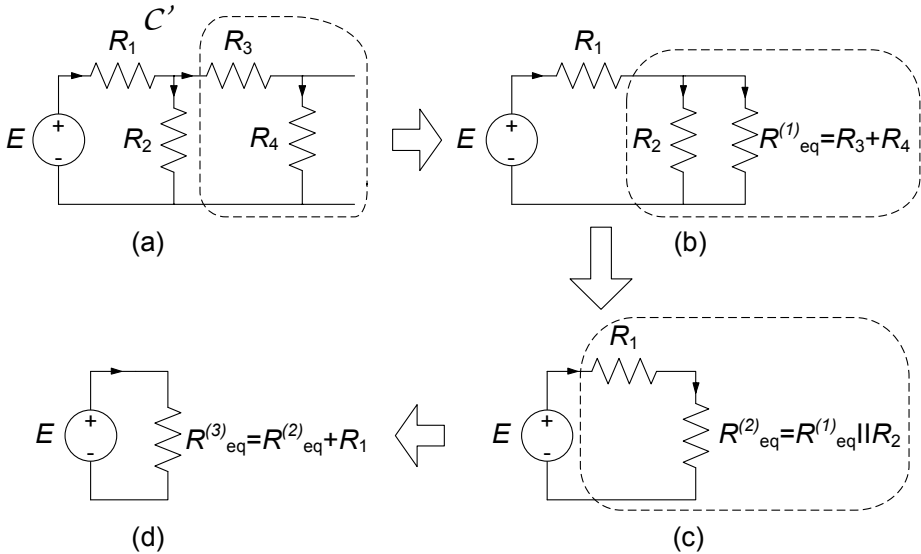 C'
R1
R3
E
+
-
R2
R4
(a)
R1
E
+
-
R2
R(1)eq=R3+R4
(b)
R1
E
+
-
R(2)eq=R(1)eqIIR2
(c)
E
+
-
R(3)eq=R(2)eq+R1
(d)